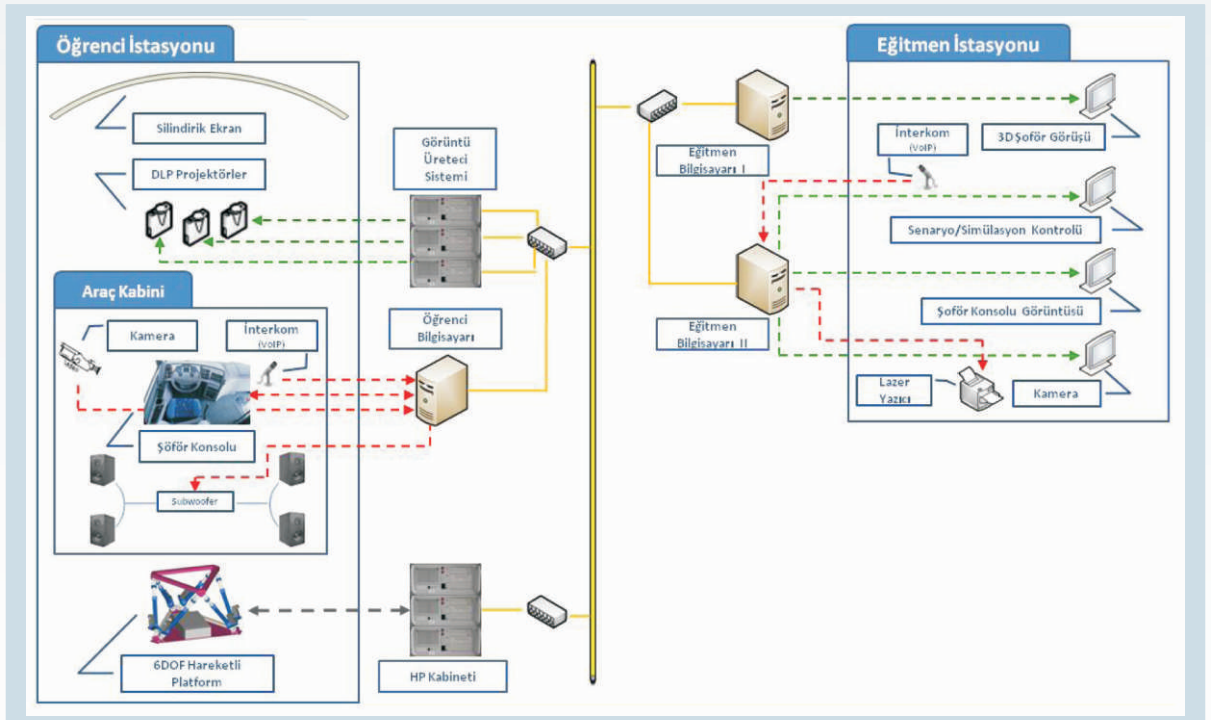 Öğrenci İstasyonu
Silindirik Ekran
DLP Projektörler
Görüntü
Üreteci
Sistemi
Araç Kabini
Kamera
İnterkom
(VoIP)
Öğrenci
Bilgisayarı
Şöför Konsolu
Subwoofer
6DOF Hareketli
Platform
HP Kabineti
Eğitmen İstasyonu
Eğitmen
Bilgisayarı I
İnterkom
(VoIP)
3D Şoför Görüşü
Senaryo/Simülasyon Kontrolü
Eğitmen
Bilgisayarı II
Şoför Konsolu Görüntüsü
Lazer
Yazıcı
Kamera